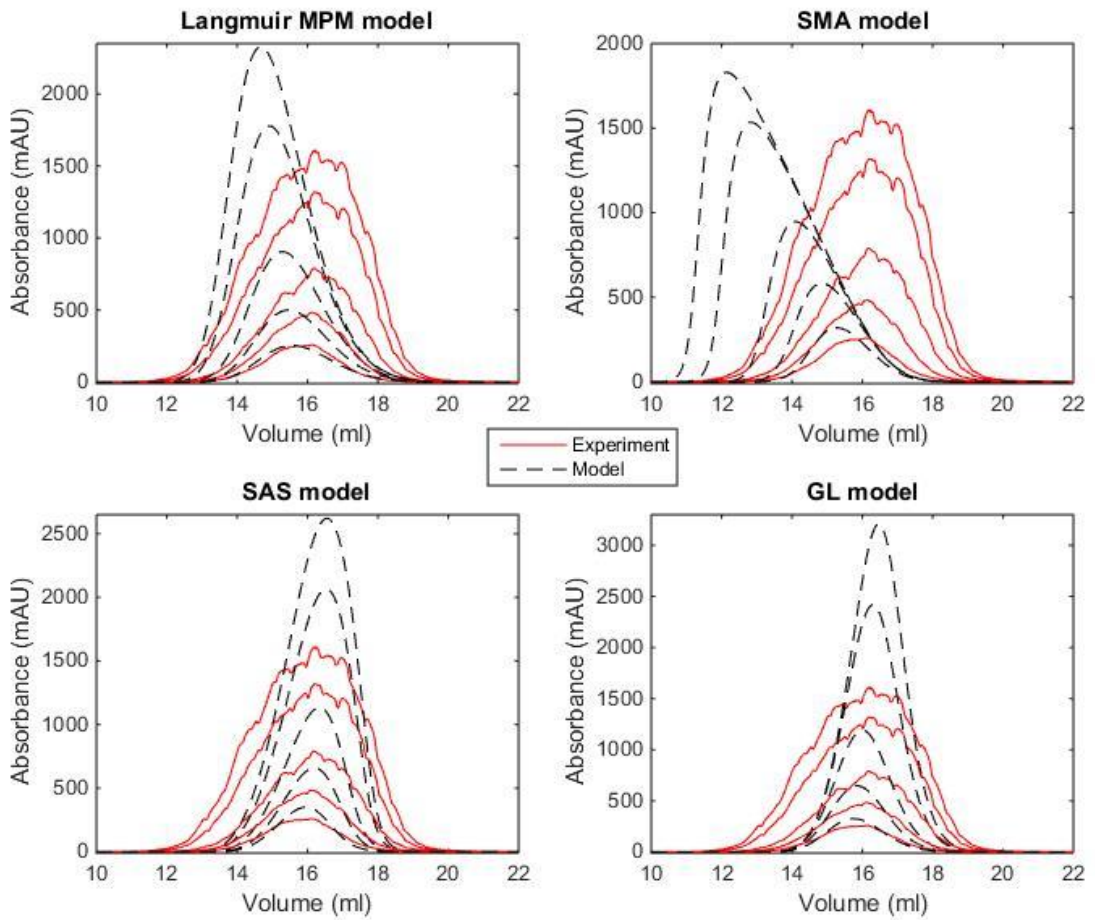 Langmuir MPM model
Absorbance (mAU)
2000
1500
1000
500
0
10 12 14 16 18 20 22
Volume (ml)
SMA model
Absorbance (mAU)
2000
1500
1000
500
0
10 12 14 16 18 20 22
Volume (ml)
Experiment
Model
SAS model
Absorbance (mAU)
2500
2000
1500
1000
500
0
10 12 14 16 18 20 22
Volume (ml)
GL model
Absorbance (mAU)
3000
2500
2000
1500
1000
500
0
10 12 14 16 18 20 22
Volume (ml)